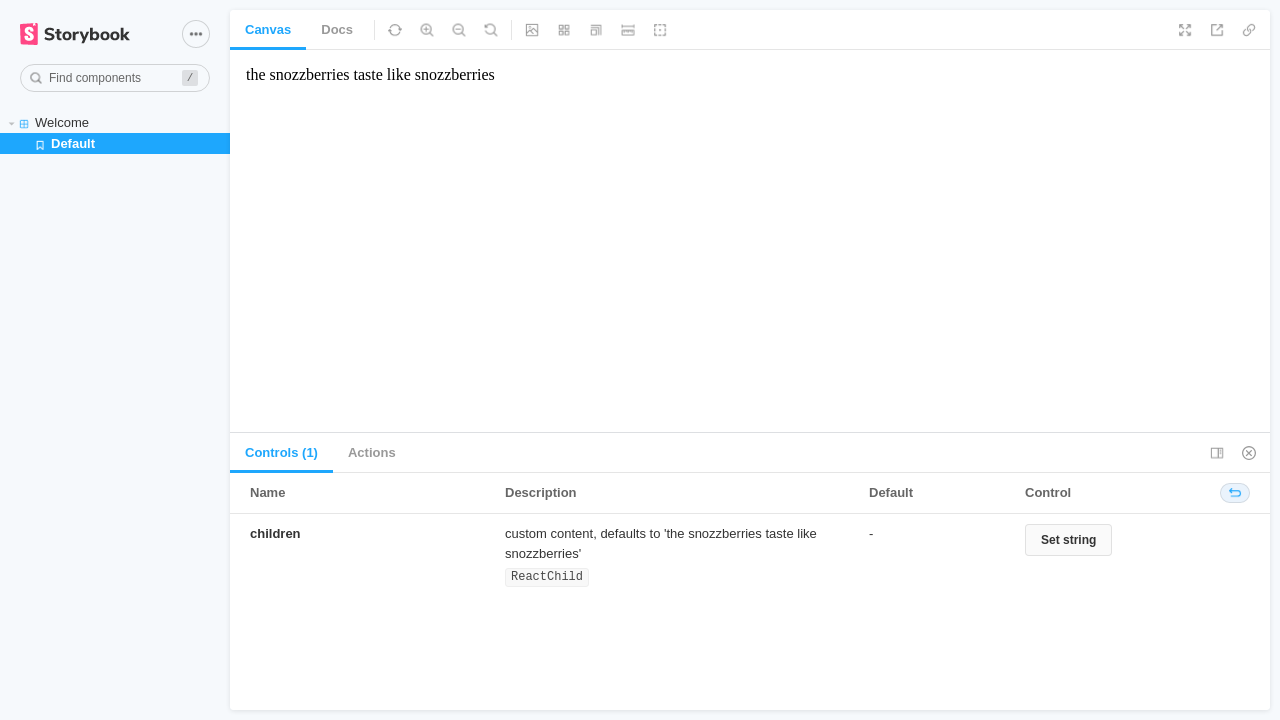 Storybook
Find components
/
Welcome
Default
Canvas
Docs
the snozzberries taste like snozzberries
Controls (1)
Actions
Name
Description
Default
Control
children
custom content, defaults to 'the snozzberries taste like
snozzberries'
ReactChild
-
Set string